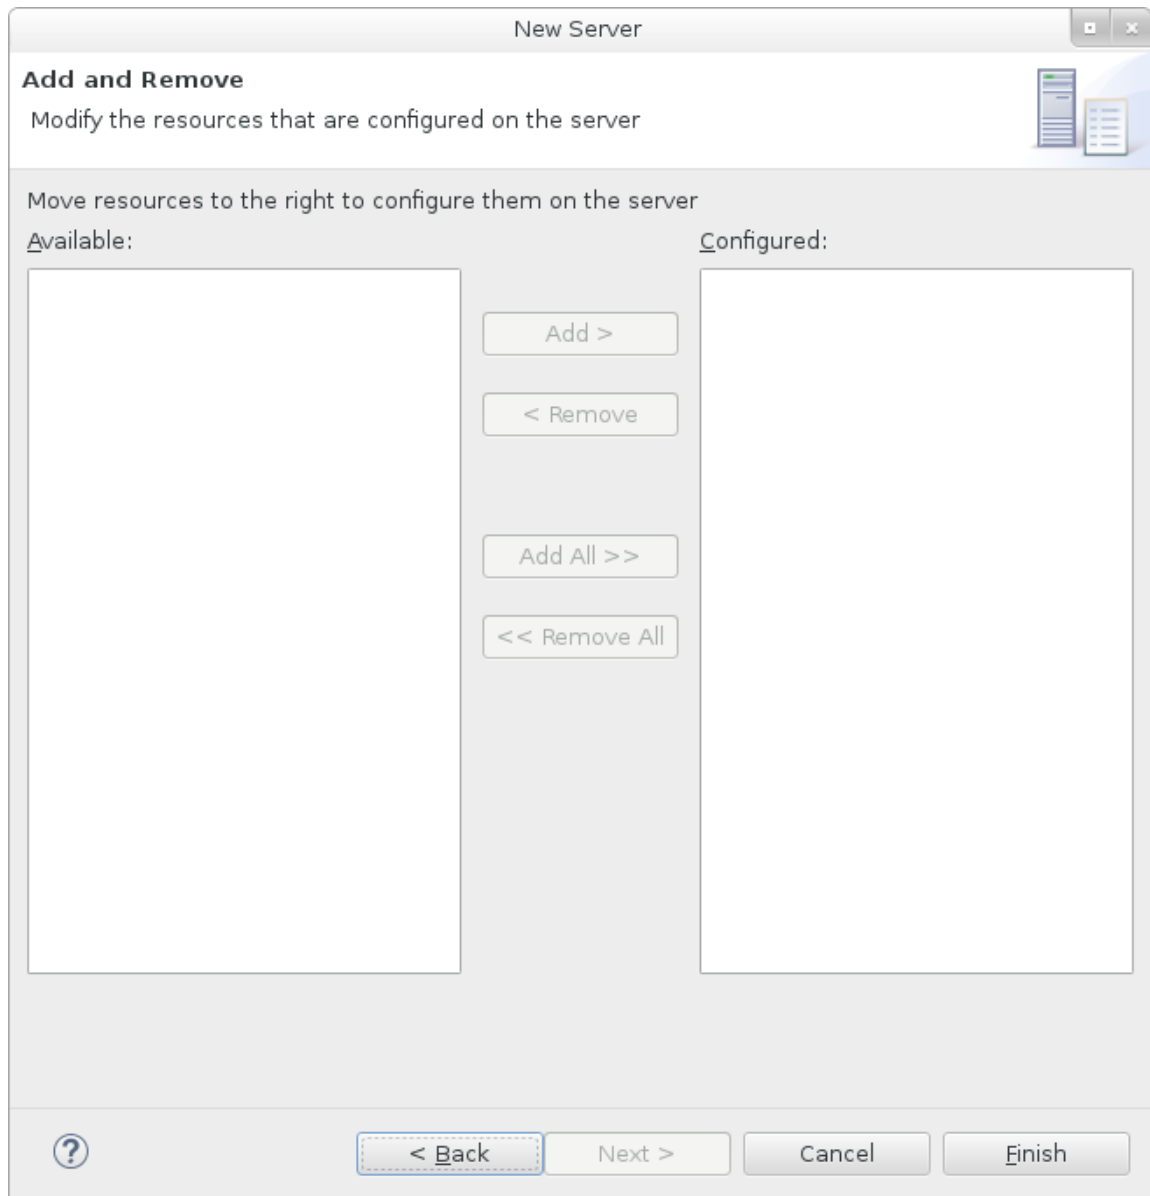 New Server
Add and Remove
Modify the resources that are configured on the server
Move resources to the right to configure them on the server
Available:
Configured:
Add >
< Remove
Add All >>
<< Remove All
?
< Back
Next >
Cancel
Finish